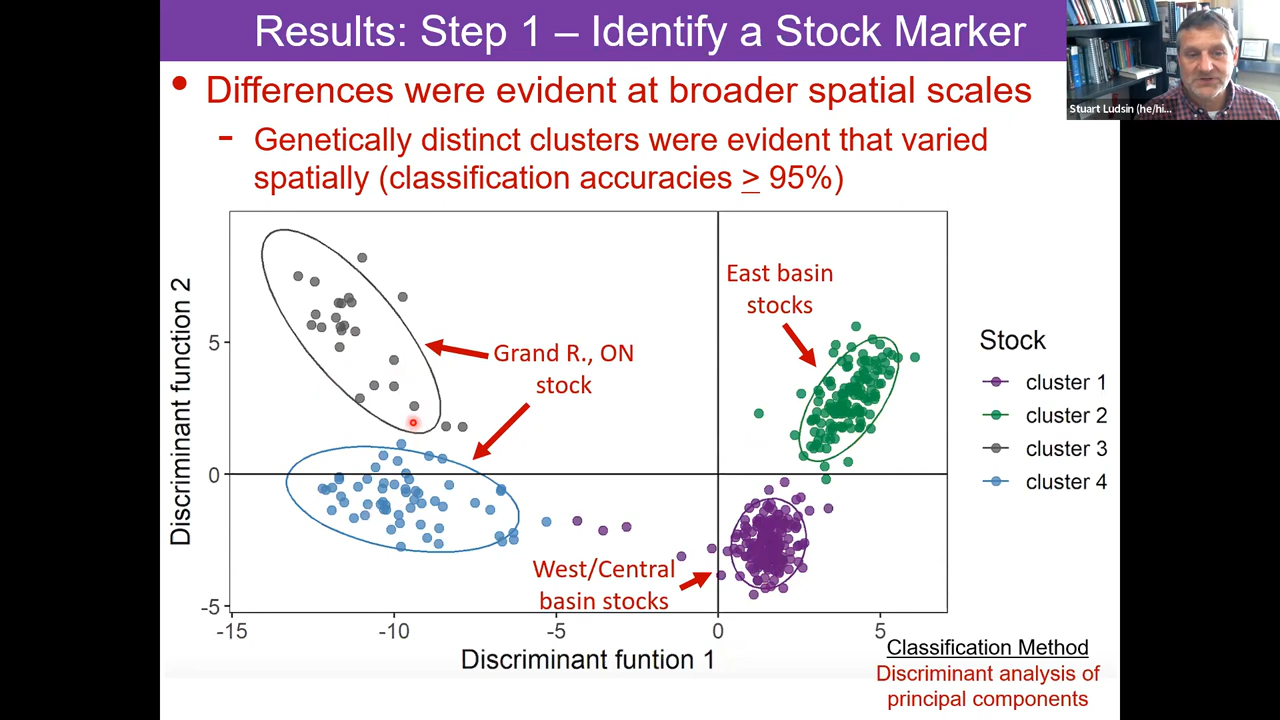 Results: Step 1 – Identify a Stock Marker
Stuart Ludsin (he/hi...
• Differences were evident at broader spatial scales
- Genetically distinct clusters were evident that varied
spatially (classification accuracies ≥ 95%)
Discriminant function 2
5
0
-5
East basin
stocks
Grand R., ON
stock
West/Central
basin stocks
Stock
cluster 1
cluster 2
cluster 3
cluster 4
-15
-10
-5
0
5
Discriminant funtion 1
Classification Method
Discriminant analysis of
principal components